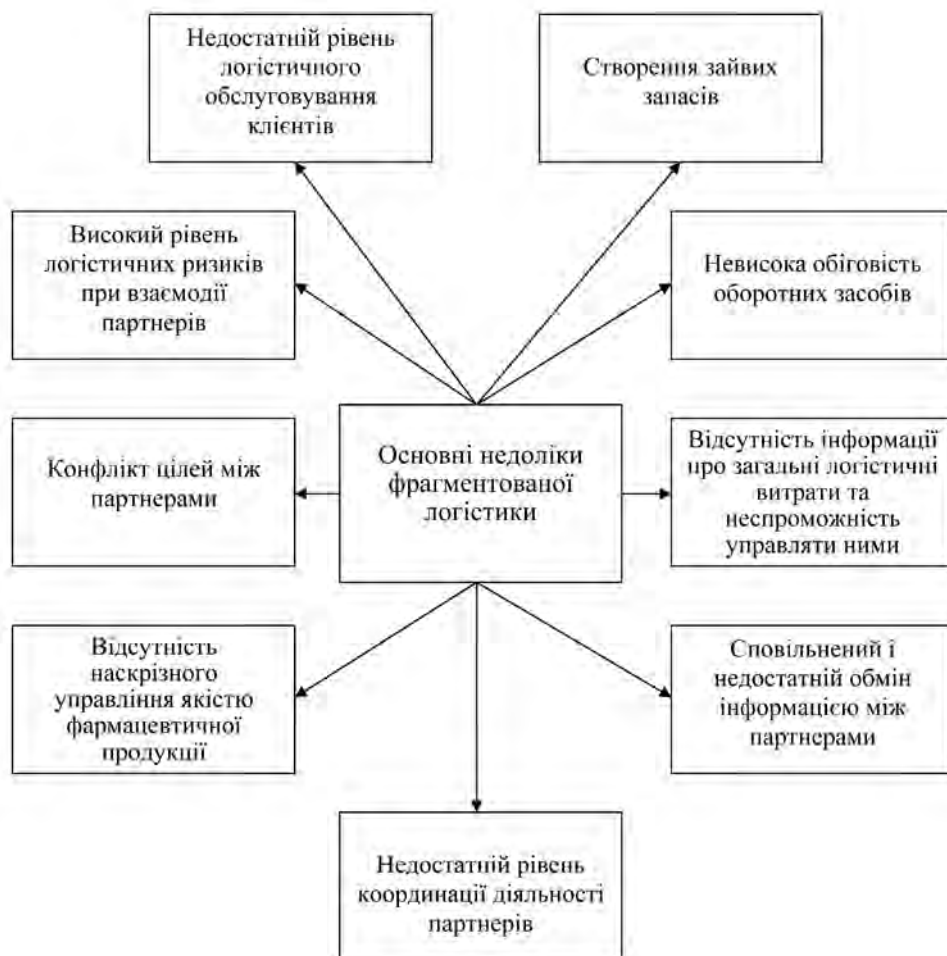 Недостатній рівень
логістичного
обслуговування
клієнтів
Створення зайвих
запасів
Високий рівень
логістичних ризиків
при взаємодії
партнерів
Невисока обіговість
оборотних засобів
Конфлікт цілей між
партнерами
Основні недоліки
фрагментованої
логістики
Відсутність інформації
про загальні логістичні
витрати та
неспроможність
управляти ними
Відсутність
наскрізного
управління якістю
фармацевтичної
продукції
Сповільнений і
недостатній обмін
інформацією між
партнерами
Недостатній рівень
координації діяльності
партнерів